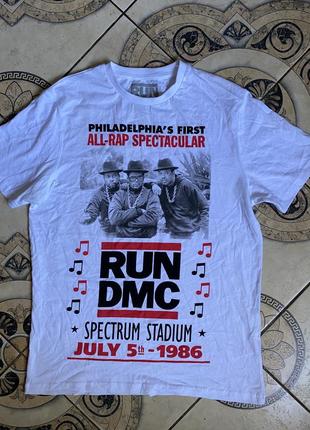 PHILADELPHIA'S FIRST
ALL-RAP SPECTACULAR
RUN
DMC
★ SPECTRUM STADIUM ★
JULY 5th - 1986